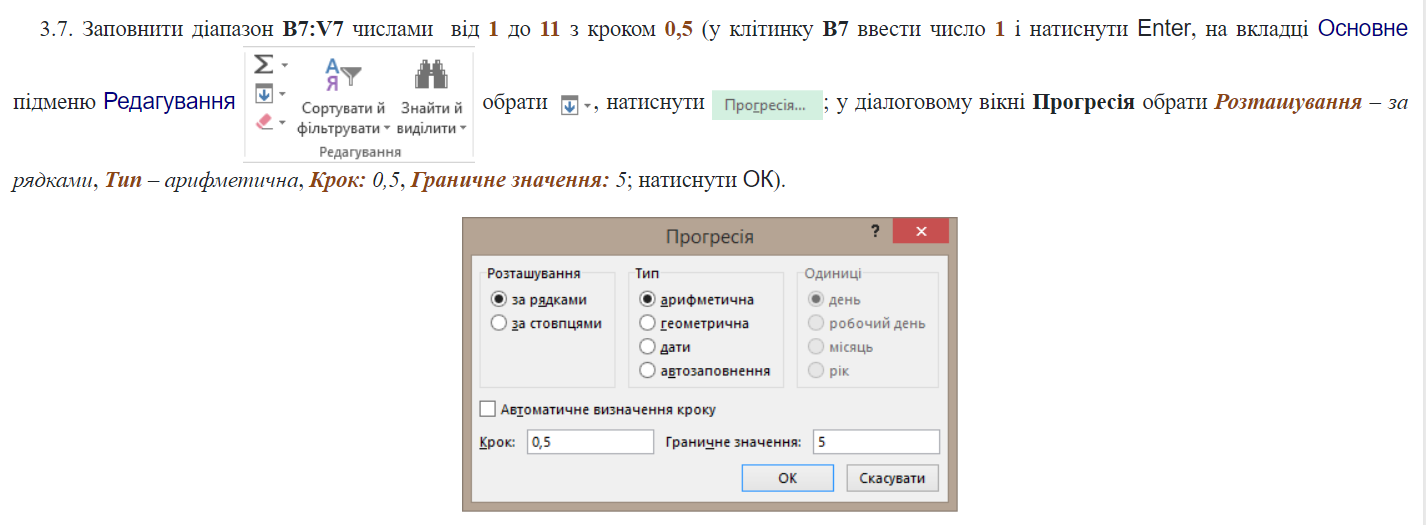 3.7. Заповнити діапазон B7:V7 числами від 1 до 11 з кроком 0,5 (у клітинку B7 ввести число 1 і натиснути Enter, на вкладці Основне
підменю Редагування
Σ
А
Я
Сортувати й
фільтрувати
Знайти й
виділити
Редагування
обрати , натиснути Прогресія... ; у діалоговому вікні Прогресія обрати Розташування – за
рядками, Тип – арифметична, Крок: 0,5, Граничне значення: 5; натиснути ОК).
Прогресія
?
Розташування
за рядками
за стовпцями
Тип
арифметична
геометрична
дати
автозаповнення
Одиниці
день
робочий день
місяць
рік
Автоматичне визначення кроку
Крок: 0,5 Граничне значення: 5
ОК Скасувати